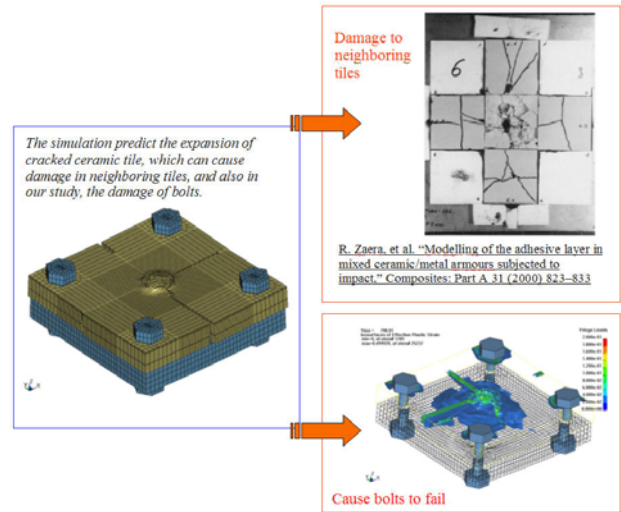 The simulation predict the expansion of
cracked ceramic tile, which can cause
damage in neighboring tiles, and also in
our study, the damage of bolts.
Damage to
neighboring
tiles
6
3
R. Zaera, et al. “Modelling of the adhesive layer in
mixed ceramic/metal armours subjected to
impact,” Composites: Part A 31 (2000) 823–833
Fringe Levels
Cause bolts to fail